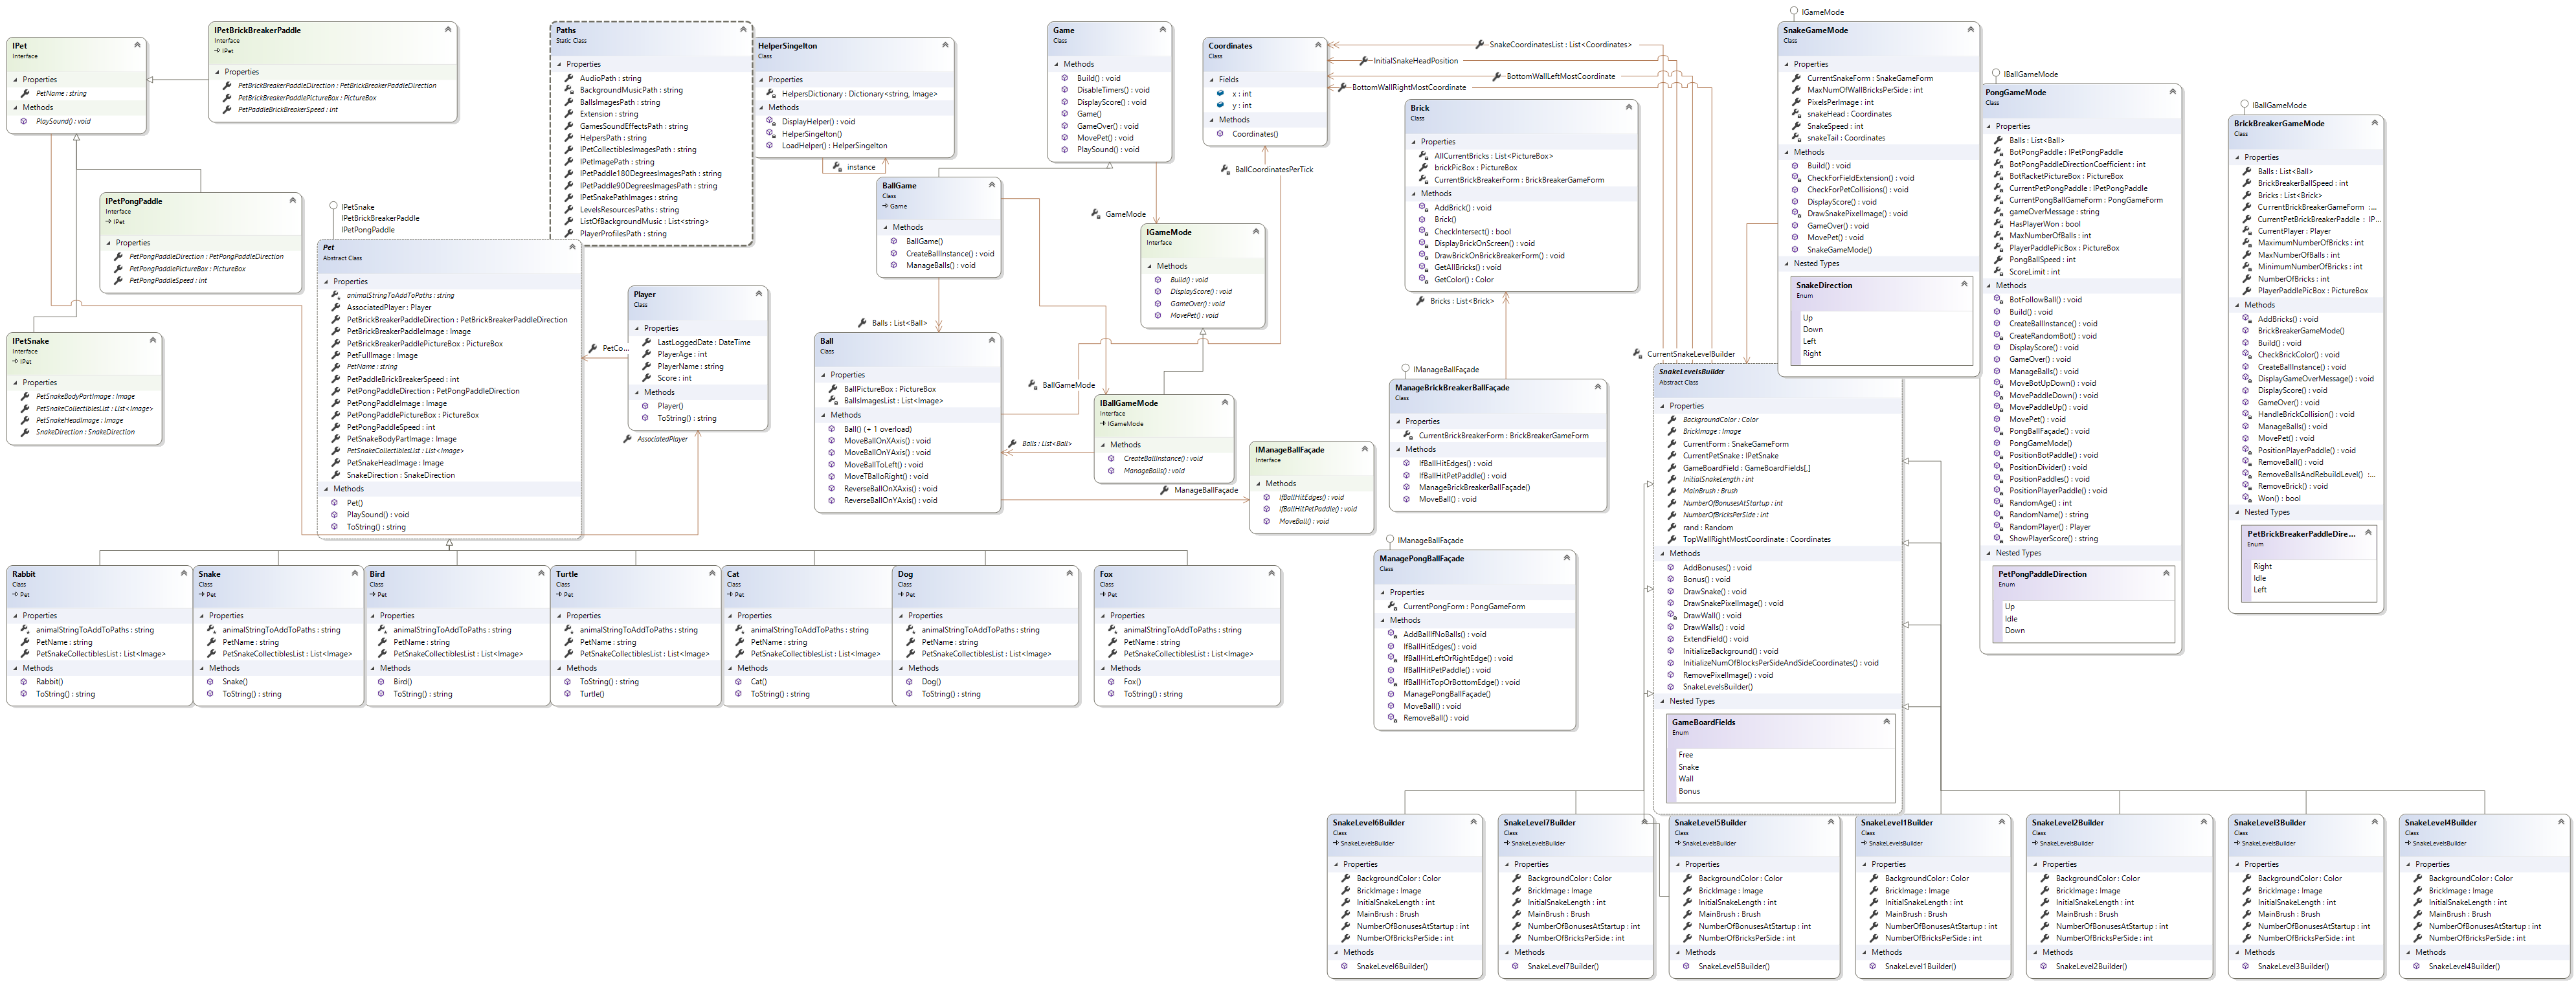 IPet
Interface
Properties
PetName : string
Methods
PlaySound() : void
IPetBrickBreakerPaddle
Interface
IPet
Properties
PetBrickBreakerPaddleDirection : PetBrickBreakerPaddleDirection
PetBrickBreakerPaddlePictureBox : PictureBox
PetPaddleBrickBreakerSpeed : int
IPetPongPaddle
Interface
IPet
Properties
PetPongPaddleDirection : PetPongPaddleDirection
PetPongPaddlePictureBox : PictureBox
PetPongPaddleSpeed : int
IPetSnake
Interface
IPet
Properties
PetSnakeBodyPartImage : Image
PetSnakeCollectiblesList : List<Image>
PetSnakeHeadImage : Image
SnakeDirection : SnakeDirection
IPetSnake
IPetBrickBreakerPaddle
IPetPongPaddle
Pet
Abstract Class
Properties
animalStringToAddToPaths : string
AssociatedPlayer : Player
PetBrickBreakerPaddleDirection : PetBrickBreakerPaddleDirection
PetBrickBreakerPaddleImage : Image
PetBrickBreakerPaddlePictureBox : PictureBox
PetFullImage : Image
PetName : string
PetPaddleBrickBreakerSpeed : int
PetPongPaddleDirection : PetPongPaddleDirection
PetPongPaddleImage : Image
PetPongPaddlePictureBox : PictureBox
PetPongPaddleSpeed : int
PetSnakeBodyPartImage : Image
PetSnakeCollectiblesList : List<Image>
PetSnakeHeadImage : Image
SnakeDirection : SnakeDirection
Methods
Pet()
PlaySound() : void
ToString() : string
Paths
Static Class
Properties
AudioPath : string
BackgroundMusicPath : string
BallsImagesPath : string
Extension : string
GamesSoundEffectsPath : string
HelpersPath : string
IPetCollectiblesImagesPath : string
IPetImagePath : string
IPetPaddle180DegreesImagesPath : string
IPetPaddle90DegreesImagesPath : string
IPetSnakePathImages : string
LevelsResourcesPaths : string
ListOfBackgroundMusic : List<string>
PlayerProfilesPath : string
HelperSingelton
Class
Properties
HelpersDictionary : Dictionary<string, Image>
Methods
DisplayHelper() : void
HelperSingelton()
LoadHelper() : HelperSingelton
instance
Player
Class
Properties
LastLoggedDate : DateTime
PlayerAge : int
PlayerName : string
Score : int
Methods
Player()
ToString() : string
PetCo...
AssociatedPlayer
Game
Class
Methods
Build() : void
DisableTimers() : void
DisplayScore() : void
Game()
GameOver() : void
MovePet() : void
PlaySound() : void
BallGame
Class
Game
Methods
BallGame()
CreateBallInstance() : void
ManageBalls() : void
Balls : List<Ball>
Ball
Class
Properties
BallPictureBox : PictureBox
BallsImagesList : List<Image>
Methods
Ball() (+ 1 overload)
MoveBallOnXAxis() : void
MoveBallOnYAxis() : void
MoveBallToLeft() : void
MoveTBalloRight() : void
ReverseBallOnXAxis() : void
ReverseBallOnYAxis() : void
Coordinates
Class
Fields
x : int
y : int
Methods
Coordinates()
BallCoordinatesPerTick
GameMode
IGameMode
Interface
Methods
Build() : void
DisplayScore() : void
GameOver() : void
MovePet() : void
BallGameMode
IBallGameMode
Interface
IGameMode
Methods
CreateBallInstance() : void
ManageBalls() : void
Balls : List<Ball>
ManageBallFaçade
IManageBallFaçade
Interface
Methods
IfBallHitEdges() : void
IfBallHitPetPaddle() : void
MoveBall() : void
SnakeCoordinatesList : List<Coordinates>
InitialSnakeHeadPosition
BottomWallLeftMostCoordinate
BottomWallRightMostCoordinate
Brick
Class
Properties
AllCurrentBricks : List<PictureBox>
brickPicBox : PictureBox
CurrentBrickBreakerForm : BrickBreakerGameForm
Methods
AddBrick() : void
Brick()
CheckIntersect() : bool
DisplayBrickOnScreen() : void
DrawBrickOnBrickBreakerForm() : void
GetAllBricks() : void
GetColor() : Color
Bricks : List<Brick>
IManageBallFaçade
ManageBrickBreakerBallFaçade
Class
Properties
CurrentBrickBreakerForm : BrickBreakerGameForm
Methods
IfBallHitEdges() : void
IfBallHitPetPaddle() : void
ManageBrickBreakerBallFaçade()
MoveBall() : void
IManageBallFaçade
ManagePongBallFaçade
Class
Properties
CurrentPongForm : PongGameForm
Methods
AddBallIfNoBalls() : void
IfBallHitEdges() : void
IfBallHitLeftOrRightEdge() : void
IfBallHitPetPaddle() : void
IfBallHitTopOrBottomEdge() : void
ManagePongBallFaçade()
MoveBall() : void
RemoveBall() : void
CurrentSnakeLevelBuilder
SnakeLevelsBuilder
Abstract Class
Properties
BackgroundColor : Color
BrickImage : Image
CurrentForm : SnakeGameForm
CurrentPetSnake : IPetSnake
GameBoardField : GameBoardFields[,]
InitialSnakeLength : int
MainBrush : Brush
NumberOfBonusesAtStartup : int
NumberOfBricksPerSide : int
rand : Random
TopWallRightMostCoordinate : Coordinates
Methods
AddBonuses() : void
Bonus() : void
DrawSnake() : void
DrawSnakePixelImage() : void
DrawWall() : void
DrawWalls() : void
ExtendField() : void
InitializeBackground() : void
InitializeNumOfBlocksPerSideAndSideCoordinates() : void
RemovePixelImage() : void
SnakeLevelsBuilder()
Nested Types
GameBoardFields
Enum
Free
Snake
Wall
Bonus
IGameMode
SnakeGameMode
Class
Properties
CurrentSnakeForm : SnakeGameForm
MaxNumOfWallBricksPerSide : int
PixelsPerImage : int
snakeHead : Coordinates
SnakeSpeed : int
snakeTail : Coordinates
Methods
Build() : void
CheckForFieldExtension() : void
CheckForPetCollisions() : void
DisplayScore() : void
DrawSnakePixelImage() : void
GameOver() : void
MovePet() : void
SnakeGameMode()
Nested Types
SnakeDirection
Enum
Up
Down
Left
Right
IBallGameMode
PongGameMode
Class
Properties
Balls : List<Ball>
BotPongPaddle : IPetPongPaddle
BotPongPaddleDirectionCoefficient : int
BotRacketPictureBox : PictureBox
CurrentPetPongPaddle : IPetPongPaddle
CurrentPongBallGameForm : PongGameForm
gameOverMessage : string
HasPlayerWon : bool
MaxNumberOfBalls : int
PlayerPaddlePicBox : PictureBox
PongBallSpeed : int
ScoreLimit : int
Methods
BotFollowBall() : void
Build() : void
CreateBallInstance() : void
CreateRandomBot() : void
DisplayScore() : void
GameOver() : void
ManageBalls() : void
MoveBotUpDown() : void
MovePaddleDown() : void
MovePaddleUp() : void
MovePet() : void
PongBallFaçade() : void
PongGameMode()
PositionBotPaddle() : void
PositionDivider() : void
PositionPaddles() : void
PositionPlayerPaddle() : void
RandomAge() : int
RandomName() : string
RandomPlayer() : Player
ShowPlayerScore() : string
Nested Types
PetPongPaddleDirection
Enum
Up
Idle
Down
IBallGameMode
BrickBreakerGameMode
Class
Properties
Balls : List<Ball>
BrickBreakerBallSpeed : int
Bricks : List<Brick>
CurrentBrickBreakerGameForm : ...
CurrentPetBrickBreakerPaddle : IP...
CurrentPlayer : Player
MaximumNumberOfBricks : int
MaxNumberOfBalls : int
MinimumNumberOfBricks : int
NumberOfBricks : int
PlayerPaddlePicBox : PictureBox
Methods
AddBricks() : void
BrickBreakerGameMode()
Build() : void
CheckBrickColor() : void
CreateBallInstance() : void
DisplayGameOverMessage() : void
DisplayScore() : void
GameOver() : void
HandleBrickCollision() : void
ManageBalls() : void
MovePet() : void
PositionPlayerPaddle() : void
RemoveBall() : void
RemoveBallsAndRebuildLevel() : ...
RemoveBrick() : void
Won() : bool
Nested Types
PetBrickBreakerPaddleDire...
Enum
Right
Idle
Left
Rabbit
Class
Pet
Properties
animalStringToAddToPaths : string
PetName : string
PetSnakeCollectiblesList : List<Image>
Methods
Rabbit()
ToString() : string
Snake
Class
Pet
Properties
animalStringToAddToPaths : string
PetName : string
PetSnakeCollectiblesList : List<Image>
Methods
Snake()
ToString() : string
Bird
Class
Pet
Properties
animalStringToAddToPaths : string
PetName : string
PetSnakeCollectiblesList : List<Image>
Methods
Bird()
ToString() : string
Turtle
Class
Pet
Properties
animalStringToAddToPaths : string
PetName : string
PetSnakeCollectiblesList : List<Image>
Methods
ToString() : string
Turtle()
Cat
Class
Pet
Properties
animalStringToAddToPaths : string
PetName : string
PetSnakeCollectiblesList : List<Image>
Methods
Cat()
ToString() : string
Dog
Class
Pet
Properties
animalStringToAddToPaths : string
PetName : string
PetSnakeCollectiblesList : List<Image>
Methods
Dog()
ToString() : string
Fox
Class
Pet
Properties
animalStringToAddToPaths : string
PetName : string
PetSnakeCollectiblesList : List<Image>
Methods
Fox()
ToString() : string
SnakeLevel6Builder
Class
SnakeLevelsBuilder
Properties
BackgroundColor : Color
BrickImage : Image
InitialSnakeLength : int
MainBrush : Brush
NumberOfBonusesAtStartup : int
NumberOfBricksPerSide : int
Methods
SnakeLevel6Builder()
SnakeLevel7Builder
Class
SnakeLevelsBuilder
Properties
BackgroundColor : Color
BrickImage : Image
InitialSnakeLength : int
MainBrush : Brush
NumberOfBonusesAtStartup : int
NumberOfBricksPerSide : int
Methods
SnakeLevel7Builder()
SnakeLevel5Builder
Class
SnakeLevelsBuilder
Properties
BackgroundColor : Color
BrickImage : Image
InitialSnakeLength : int
MainBrush : Brush
NumberOfBonusesAtStartup : int
NumberOfBricksPerSide : int
Methods
SnakeLevel5Builder()
SnakeLevel1Builder
Class
SnakeLevelsBuilder
Properties
BackgroundColor : Color
BrickImage : Image
InitialSnakeLength : int
MainBrush : Brush
NumberOfBonusesAtStartup : int
NumberOfBricksPerSide : int
Methods
SnakeLevel1Builder()
SnakeLevel2Builder
Class
SnakeLevelsBuilder
Properties
BackgroundColor : Color
BrickImage : Image
InitialSnakeLength : int
MainBrush : Brush
NumberOfBonusesAtStartup : int
NumberOfBricksPerSide : int
Methods
SnakeLevel2Builder()
SnakeLevel3Builder
Class
SnakeLevelsBuilder
Properties
BackgroundColor : Color
BrickImage : Image
InitialSnakeLength : int
MainBrush : Brush
NumberOfBonusesAtStartup : int
NumberOfBricksPerSide : int
Methods
SnakeLevel3Builder()
SnakeLevel4Builder
Class
SnakeLevelsBuilder
Properties
BackgroundColor : Color
BrickImage : Image
InitialSnakeLength : int
MainBrush : Brush
NumberOfBonusesAtStartup : int
NumberOfBricksPerSide : int
Methods
SnakeLevel4Builder()